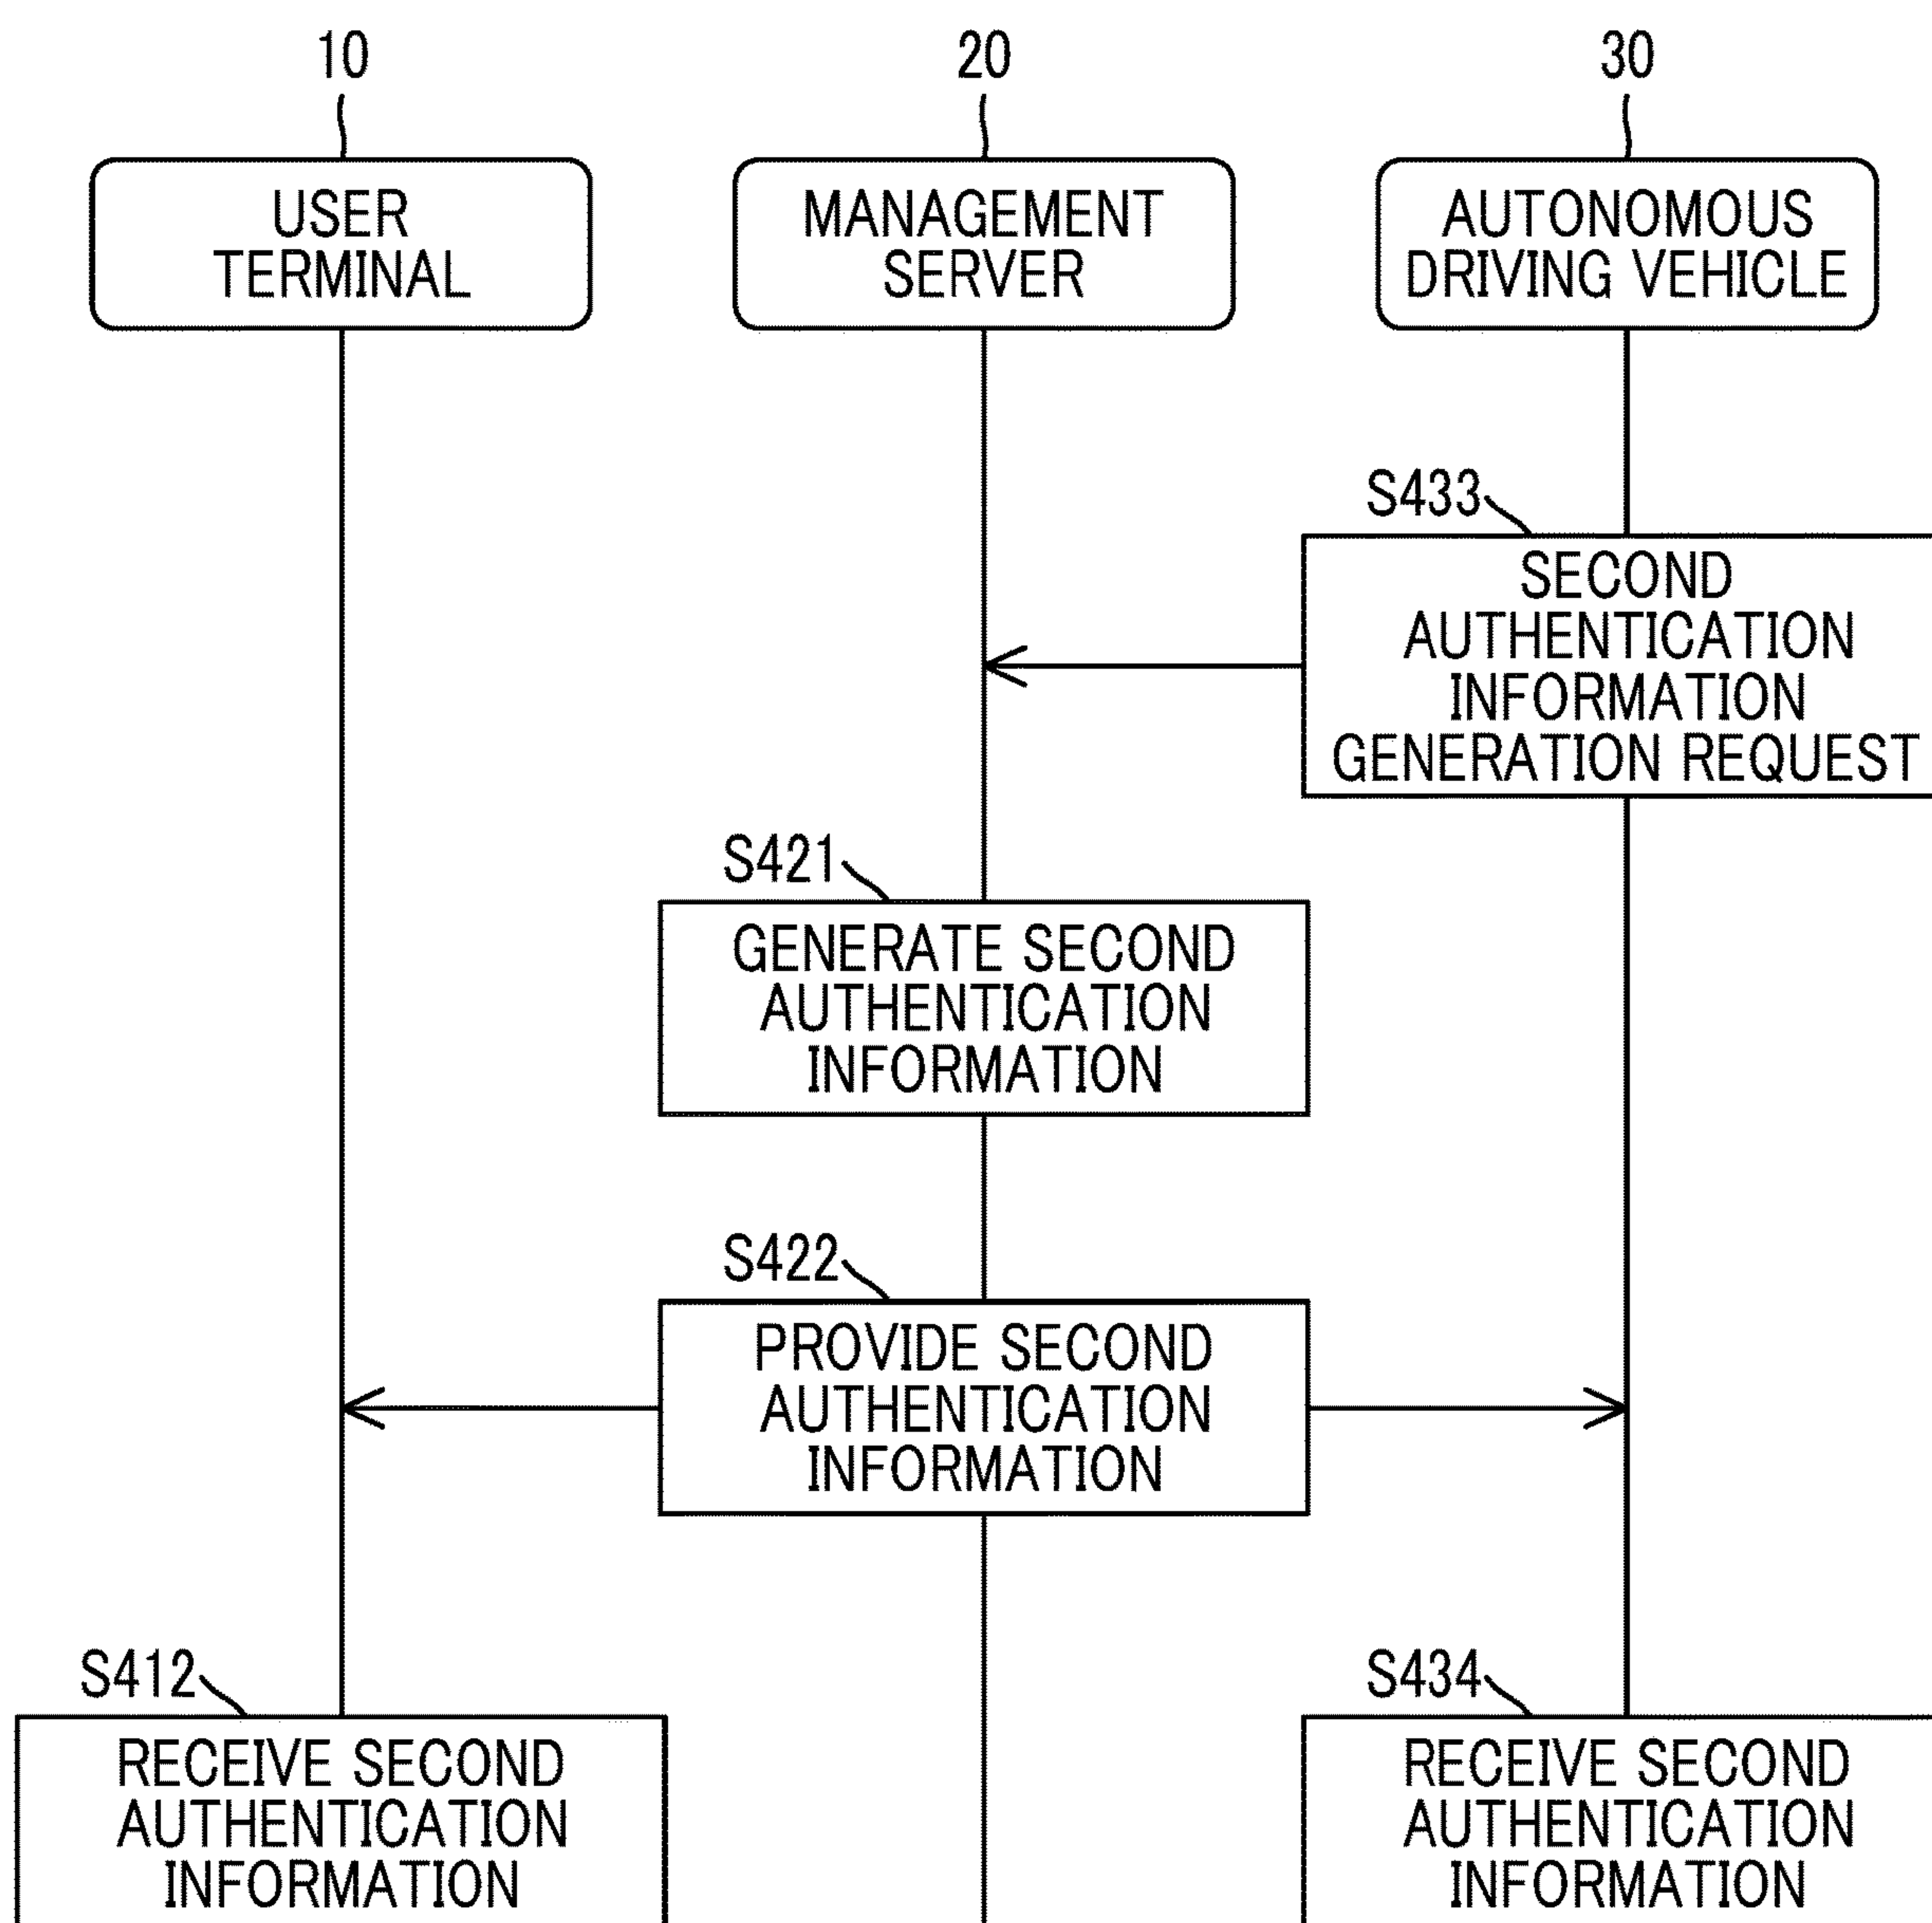 10
20
30
USER
TERMINAL
MANAGEMENT
SERVER
AUTONOMOUS
DRIVING VEHICLE
S433
SECOND
AUTHENTICATION
INFORMATION
GENERATION REQUEST
S421
GENERATE SECOND
AUTHENTICATION
INFORMATION
S422
PROVIDE SECOND
AUTHENTICATION
INFORMATION
S412
RECEIVE SECOND
AUTHENTICATION
INFORMATION
S434
RECEIVE SECOND
AUTHENTICATION
INFORMATION